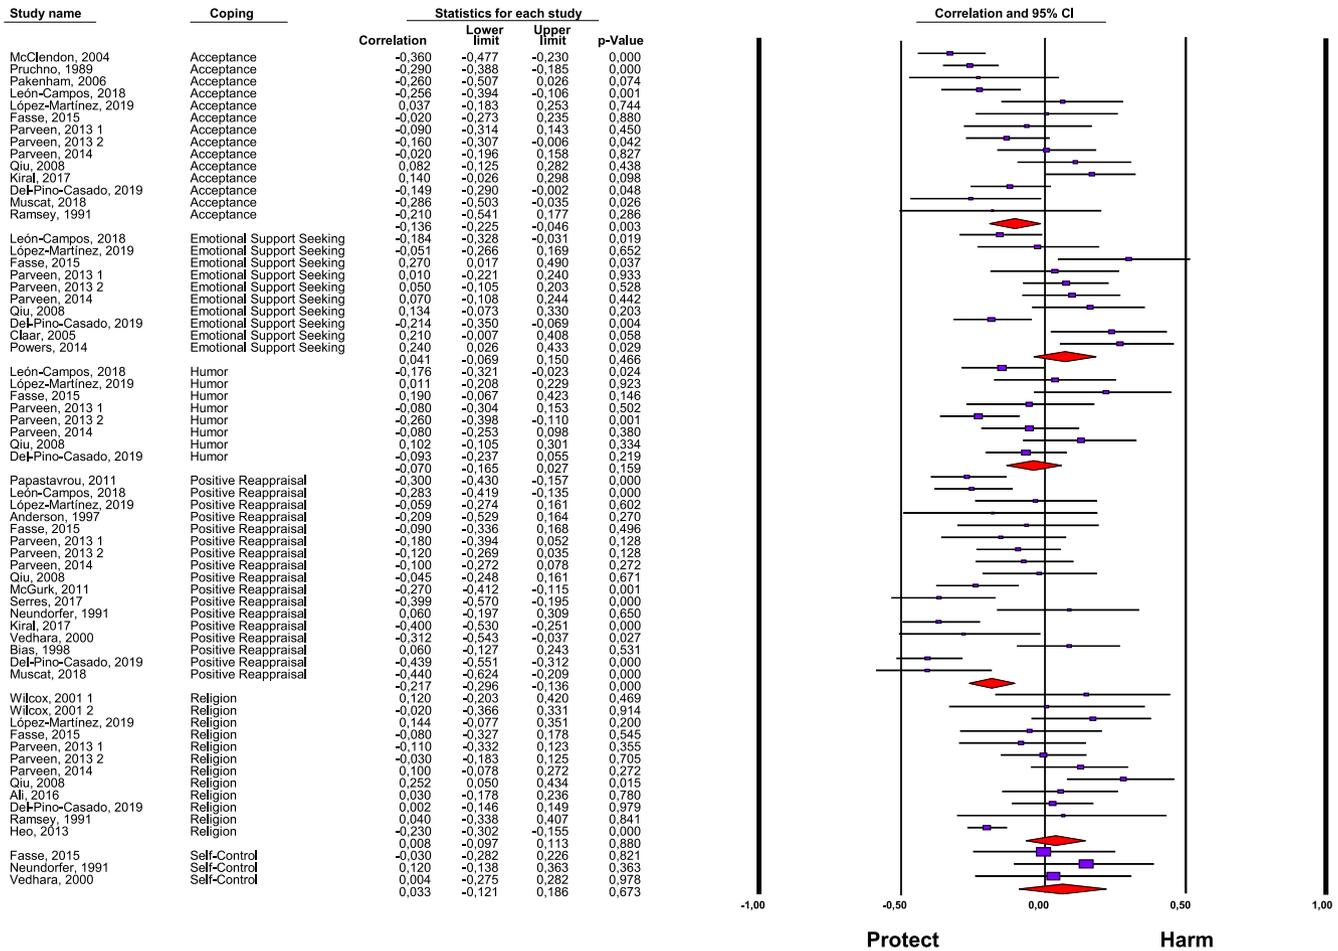 Study name Coping Statistics for each study Correlation and 95% CI
Correlation Lower limit Upper limit p-Value
McClendon, 2004 Acceptance -0,360 -0,477 -0,230 0,000
Pruchno, 1989 Acceptance -0,290 -0,388 -0,185 0,000
Pakenham, 2006 Acceptance -0,260 -0,507 0,026 0,074
León-Campos, 2018 Acceptance -0,256 -0,394 -0,106 0,001
López-Martínez, 2019 Acceptance 0,037 -0,183 0,253 0,744
Fasse, 2015 Acceptance -0,020 -0,273 0,235 0,880
Parveen, 2013 1 Acceptance -0,090 -0,314 0,143 0,450
Parveen, 2013 2 Acceptance -0,160 -0,307 -0,006 0,042
Parveen, 2014 Acceptance -0,020 -0,196 0,158 0,827
Qiu, 2008 Acceptance 0,082 -0,125 0,282 0,438
Kiral, 2017 Acceptance 0,140 -0,026 0,298 0,098
Del-Pino-Casado, 2019 Acceptance -0,149 -0,290 -0,002 0,048
Muscat, 2018 Acceptance -0,286 -0,503 -0,035 0,026
Ramsey, 1991 Acceptance -0,210 -0,541 0,177 0,286
-0,136 -0,225 -0,046 0,003
León-Campos, 2018 Emotional Support Seeking -0,184 -0,328 -0,031 0,019
López-Martínez, 2019 Emotional Support Seeking -0,051 -0,266 0,169 0,652
Fasse, 2015 Emotional Support Seeking 0,270 0,017 0,490 0,037
Parveen, 2013 1 Emotional Support Seeking 0,010 -0,221 0,240 0,933
Parveen, 2013 2 Emotional Support Seeking 0,050 -0,105 0,203 0,528
Parveen, 2014 Emotional Support Seeking 0,070 -0,108 0,244 0,442
Qiu, 2008 Emotional Support Seeking 0,134 -0,073 0,330 0,203
Del-Pino-Casado, 2019 Emotional Support Seeking -0,214 -0,350 -0,069 0,004
Claar, 2005 Emotional Support Seeking 0,210 -0,007 0,408 0,058
Powers, 2014 Emotional Support Seeking 0,240 0,026 0,433 0,029
0,041 -0,069 0,150 0,466
León-Campos, 2018 Humor -0,176 -0,321 -0,023 0,024
López-Martínez, 2019 Humor 0,011 -0,208 0,229 0,923
Fasse, 2015 Humor 0,190 -0,067 0,423 0,146
Parveen, 2013 1 Humor -0,080 -0,304 0,153 0,502
Parveen, 2013 2 Humor -0,260 -0,398 -0,110 0,001
Parveen, 2014 Humor -0,080 -0,253 0,098 0,380
Qiu, 2008 Humor 0,102 -0,105 0,301 0,334
Del-Pino-Casado, 2019 Humor -0,093 -0,237 0,055 0,219
-0,070 -0,165 0,027 0,159
Papastavrou, 2011 Positive Reappraisal -0,300 -0,430 -0,157 0,000
León-Campos, 2018 Positive Reappraisal -0,283 -0,419 -0,135 0,000
López-Martínez, 2019 Positive Reappraisal -0,059 -0,274 0,161 0,602
Anderson, 1997 Positive Reappraisal -0,209 -0,529 0,164 0,270
Fasse, 2015 Positive Reappraisal -0,090 -0,336 0,168 0,496
Parveen, 2013 1 Positive Reappraisal -0,180 -0,394 0,052 0,128
Parveen, 2013 2 Positive Reappraisal -0,120 -0,269 0,035 0,128
Parveen, 2014 Positive Reappraisal -0,100 -0,272 0,078 0,272
Qiu, 2008 Positive Reappraisal -0,045 -0,248 0,161 0,671
McGurk, 2011 Positive Reappraisal -0,270 -0,412 -0,115 0,001
Serres, 2017 Positive Reappraisal -0,399 -0,570 -0,195 0,000
Neundorfer, 1991 Positive Reappraisal 0,060 -0,197 0,309 0,650
Kiral, 2017 Positive Reappraisal -0,400 -0,530 -0,251 0,000
Vedhara, 2000 Positive Reappraisal -0,312 -0,543 -0,037 0,027
Bias, 1998 Positive Reappraisal 0,060 -0,127 0,243 0,531
Del-Pino-Casado, 2019 Positive Reappraisal -0,439 -0,551 -0,312 0,000
Muscat, 2018 Positive Reappraisal -0,440 -0,624 -0,209 0,000
-0,217 -0,296 -0,136 0,000
Wilcox, 2001 1 Religion 0,120 -0,203 0,420 0,469
Wilcox, 2001 2 Religion -0,020 -0,366 0,331 0,914
López-Martínez, 2019 Religion 0,144 -0,077 0,351 0,200
Fasse, 2015 Religion -0,080 -0,327 0,178 0,545
Parveen, 2013 1 Religion -0,110 -0,332 0,123 0,355
Parveen, 2013 2 Religion -0,030 -0,183 0,125 0,705
Parveen, 2014 Religion 0,100 -0,078 0,272 0,272
Qiu, 2008 Religion 0,252 0,050 0,434 0,015
Ali, 2016 Religion 0,030 -0,178 0,236 0,780
Del-Pino-Casado, 2019 Religion 0,002 -0,146 0,149 0,979
Ramsey, 1991 Religion 0,040 -0,338 0,407 0,841
Heo, 2013 Religion -0,230 -0,302 -0,155 0,000
0,008 -0,097 0,113 0,880
Fasse, 2015 Self-Control -0,030 -0,282 0,226 0,821
Neundorfer, 1991 Self-Control 0,120 -0,138 0,363 0,363
Vedhara, 2000 Self-Control 0,004 -0,275 0,282 0,978
0,033 -0,121 0,186 0,673
-1,00 -0,50 0,00 0,50 1,00
Protect Harm